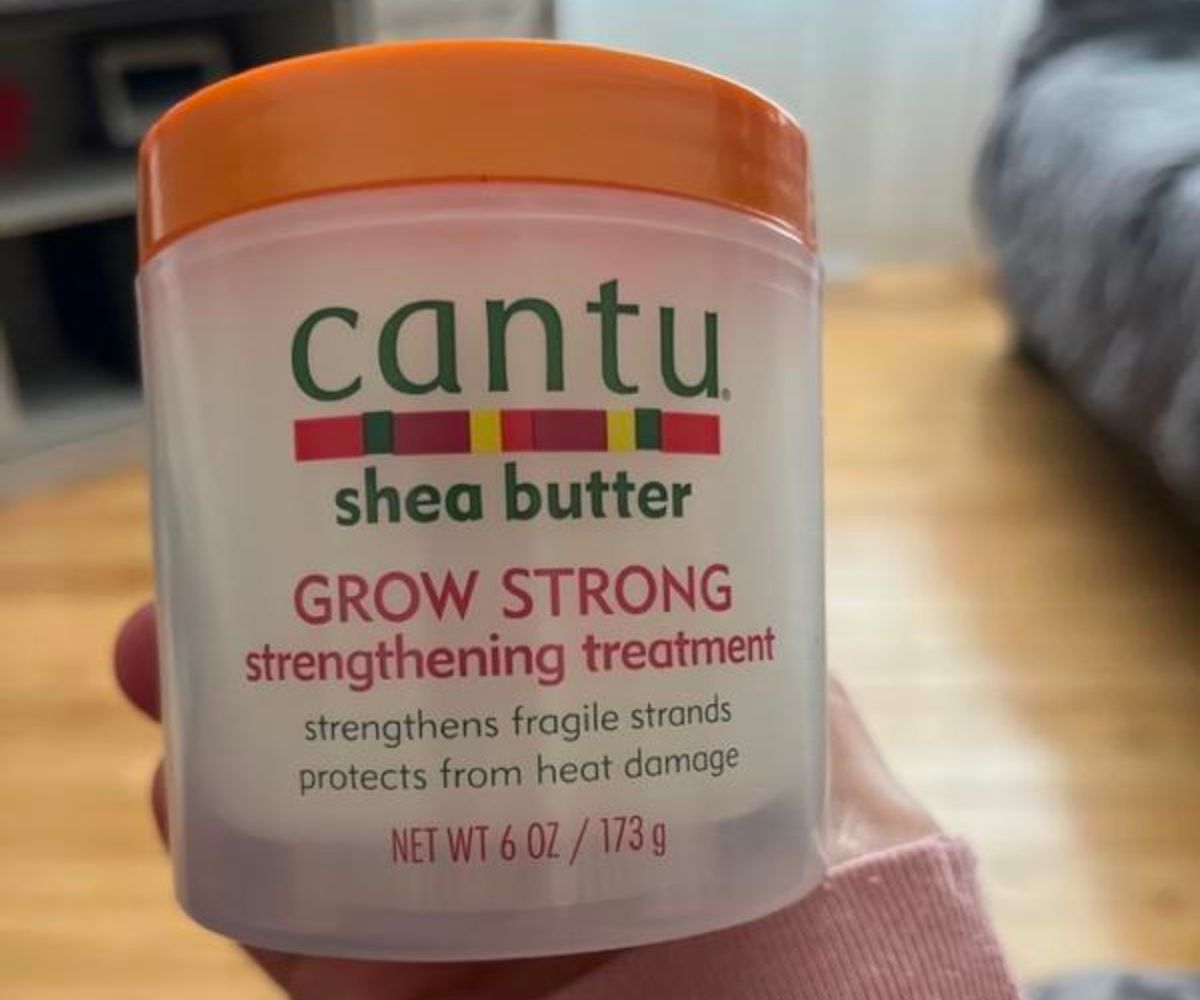 cantu®
shea butter
GROW STRONG
strengthening treatment
strengthens fragile strands
protects from heat damage
NET WT 6 OZ / 173 g